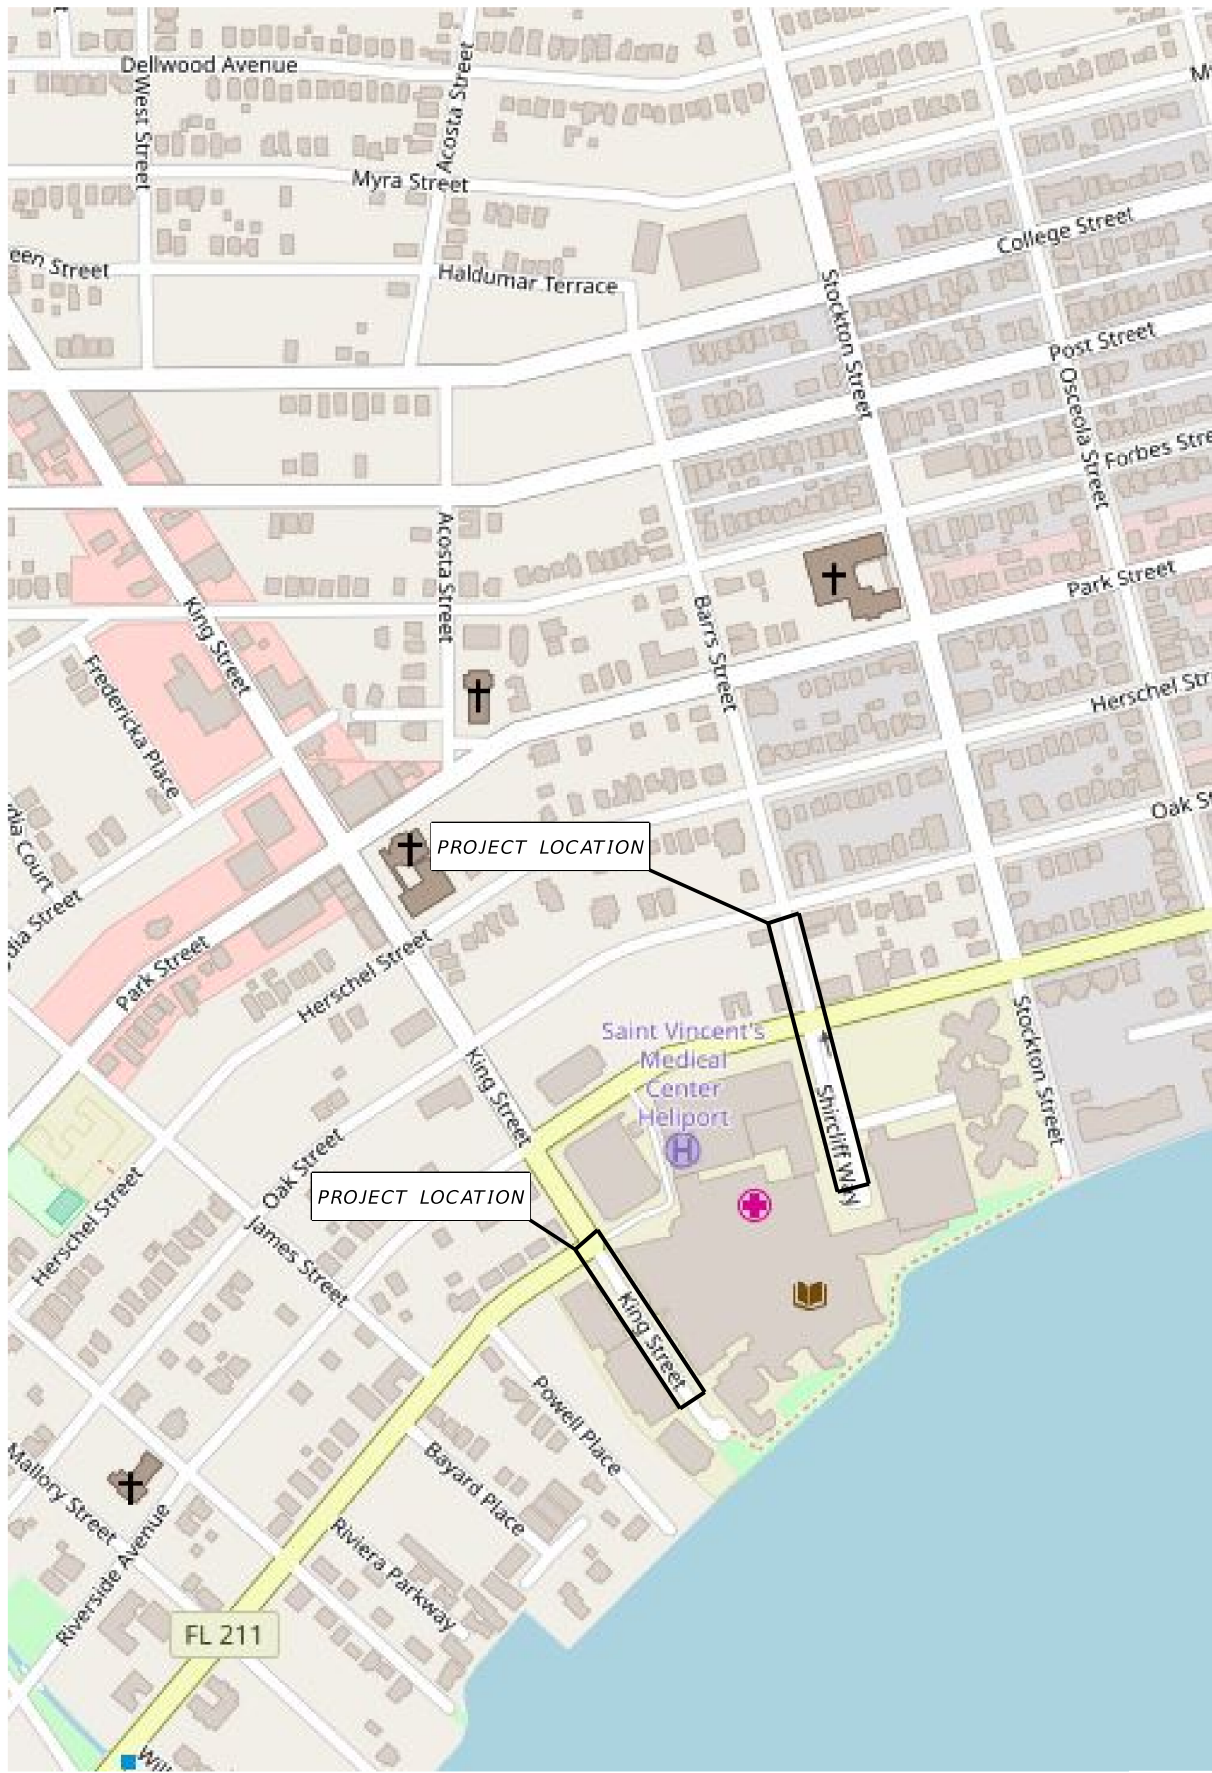 Dellwood Avenue
West Street
Acosta Street
Myra Street
College Street
een Street
Haldumar Terrace
Stockton Street
Post Street
Osceola Street
Forbes Stre
Acosta Street
Park Street
King Street
Barrs Street
Fredericka Place
Herschel Str
Oak St
dia Court
PROJECT LOCATION
dia Street
Park Street
Herschel Street
Saint Vincent's
Medical
Center
Heliport
H
Stockton Street
King Street
Shircliff Way
Oak Street
PROJECT LOCATION
Herschel Street
James Street
King Street
Powell Place
Mallory Street
Bayard Place
Riverside Avenue
Riviera Parkway
FL 211